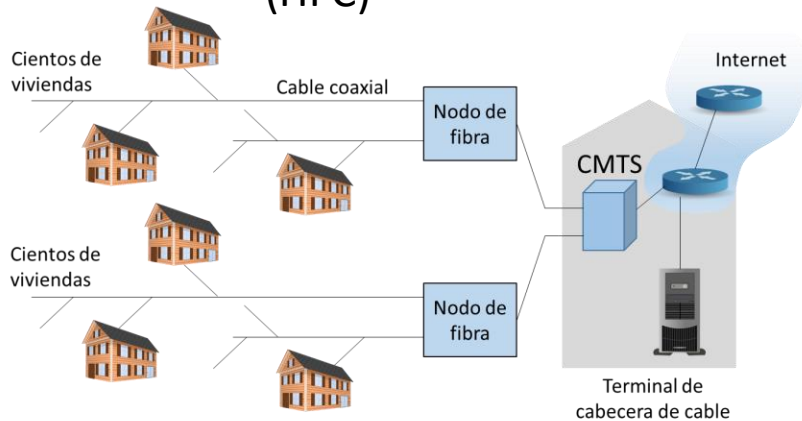 (HFC)
Cientos de
viviendas
Cable coaxial
Nodo de
fibra
Internet
CMTS
Cientos de
viviendas
Nodo de
fibra
Terminal de
cabecera de cable